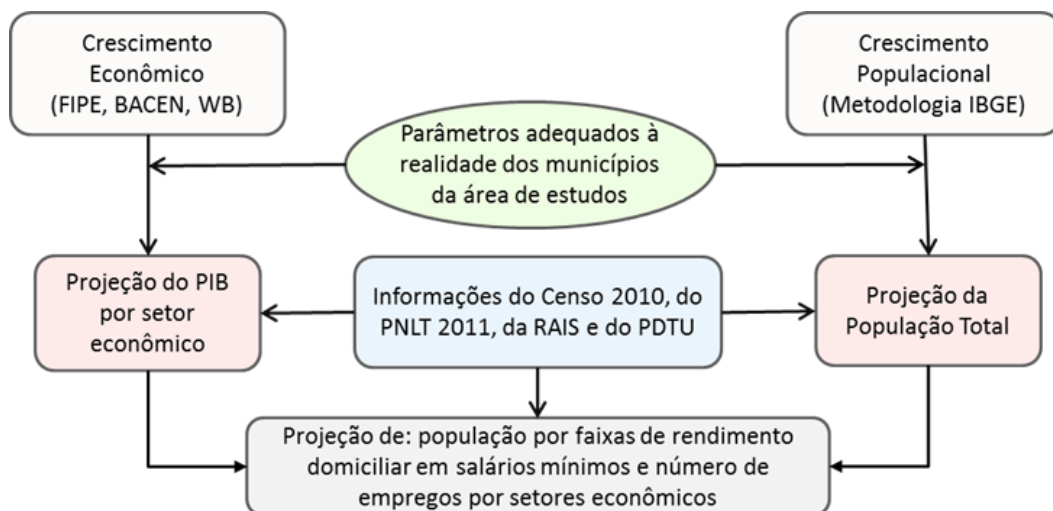 Crescimento
Econômico
(FIPE, BACEN, WB)
Crescimento
Populacional
(Metodologia IBGE)
Parâmetros adequados à
realidade dos municípios
da área de estudos
Projeção do PIB
por setor
econômico
Informações do Censo 2010, do
PNLT 2011, da RAIS e do PDTU
Projeção da
População Total
Projeção de: população por faixas de rendimento
domiciliar em salários mínimos e número de
empregos por setores econômicos